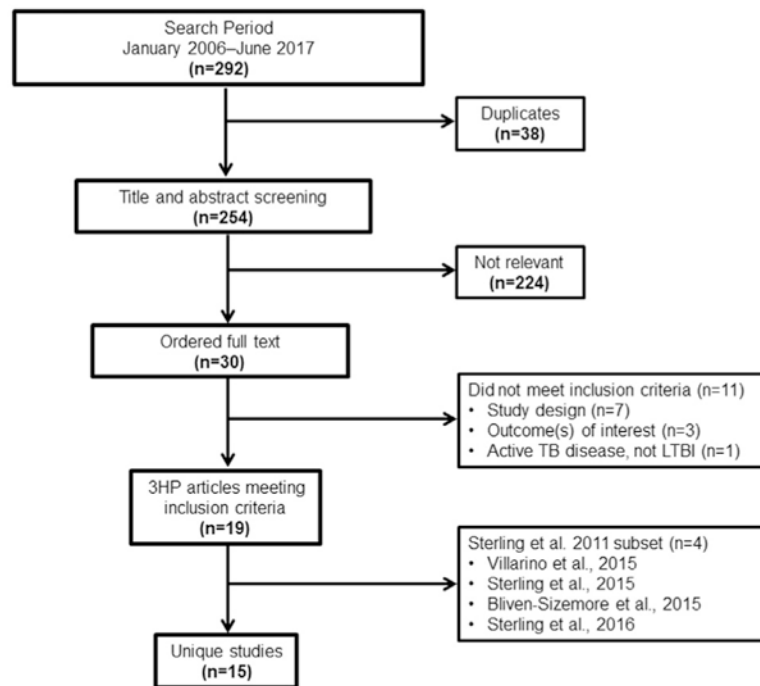 Search Period
January 2006–June 2017
(n=292)
Duplicates
(n=38)
Title and abstract screening
(n=254)
Not relevant
(n=224)
Ordered full text
(n=30)
Did not meet inclusion criteria (n=11)
• Study design (n=7)
• Outcome(s) of interest (n=3)
• Active TB disease, not LTBI (n=1)
3HP articles meeting
inclusion criteria
(n=19)
Sterling et al. 2011 subset (n=4)
• Villarino et al., 2015
• Sterling et al., 2015
• Bliven-Sizemore et al., 2015
• Sterling et al., 2016
Unique studies
(n=15)